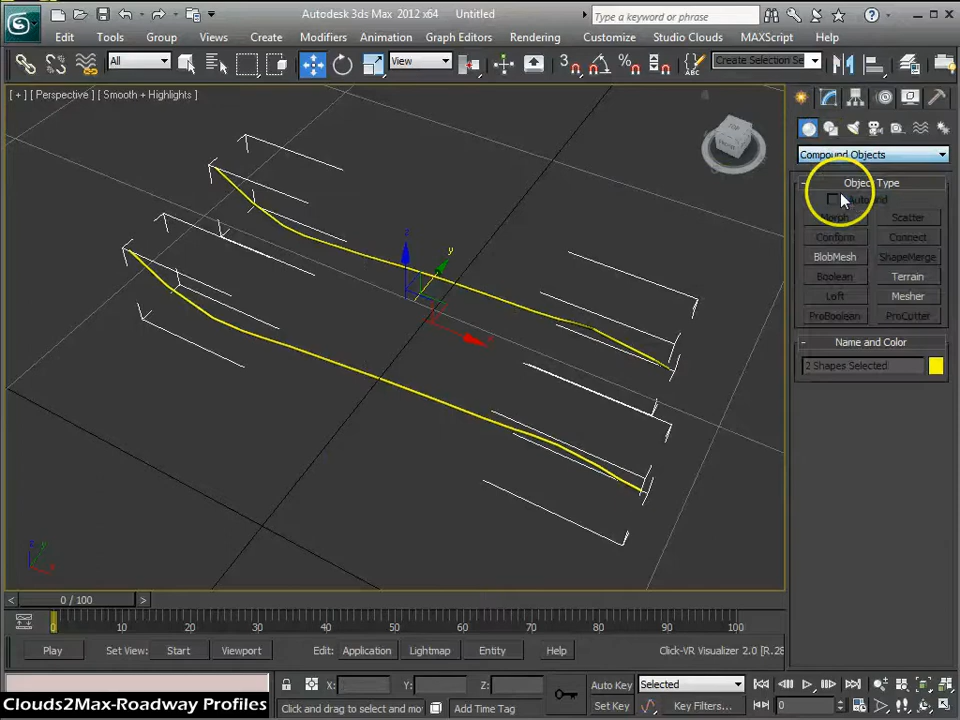 Autodesk 3ds Max 2012 x64 Untitled
Type a keyword or phrase
Edit Tools Group Views Create Modifiers Animation Graph Editors Rendering Customize Studio Clouds MAXScript Help
All View Create Selection Se
[ + ] [ Perspective ] [ Smooth + Highlights ]
TOP
Compound Objects
Object Type
Morph Scatter
Conform Connect
BlobMesh ShapeMerge
Boolean Terrain
Loft Mesher
ProBoolean ProCutter
Name and Color
2 Shapes Selected
z
y
x
z
y
x
< 0 / 100 >
0 10 20 30 40 50 60 70 80 90 100
Play Set View: Start Viewport Edit: Application Lightmap Entity Help Click-VR Visualizer 2.0 [R.28
X: Y: Z: Auto Key Selected
Clouds2Max-Roadway Profiles Click and drag to select and mo Add Time Tag Set Key Key Filters... 0